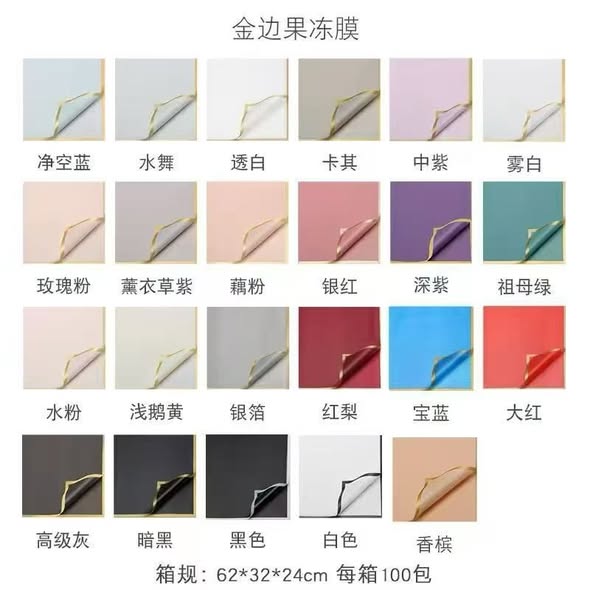 金边果冻膜
净空蓝 水舞 透白 卡其 中紫 雾白
玫瑰粉 薰衣草紫 藕粉 银红 深紫 祖母绿
水粉 浅鹅黄 银箔 红梨 宝蓝 大红
高级灰 暗黑 黑色 白色 香槟
箱规：62*32*24cm 每箱100包